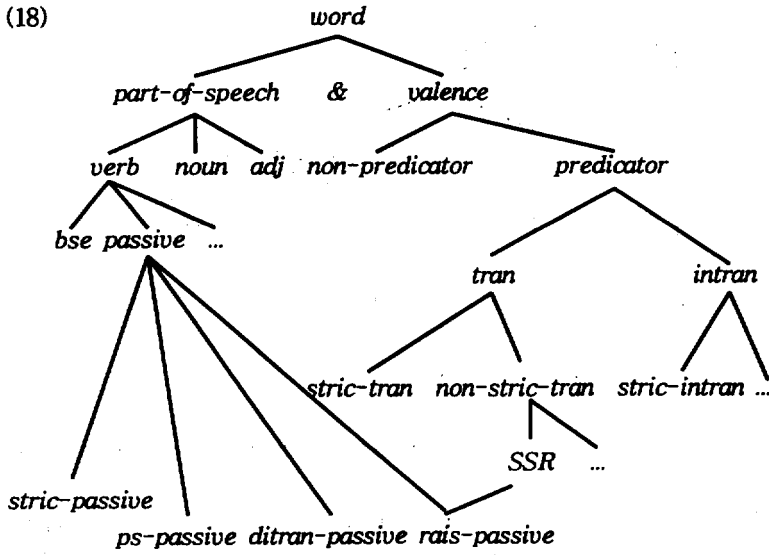 (18)
word
part-of-speech & valence
verb noun adj non-predicator predicator
bse passive ...
tran intran
stric-tran non-stric-tran stric-intran ...
SSR ...
stric-passive
ps-passive ditran-passive rais-passive